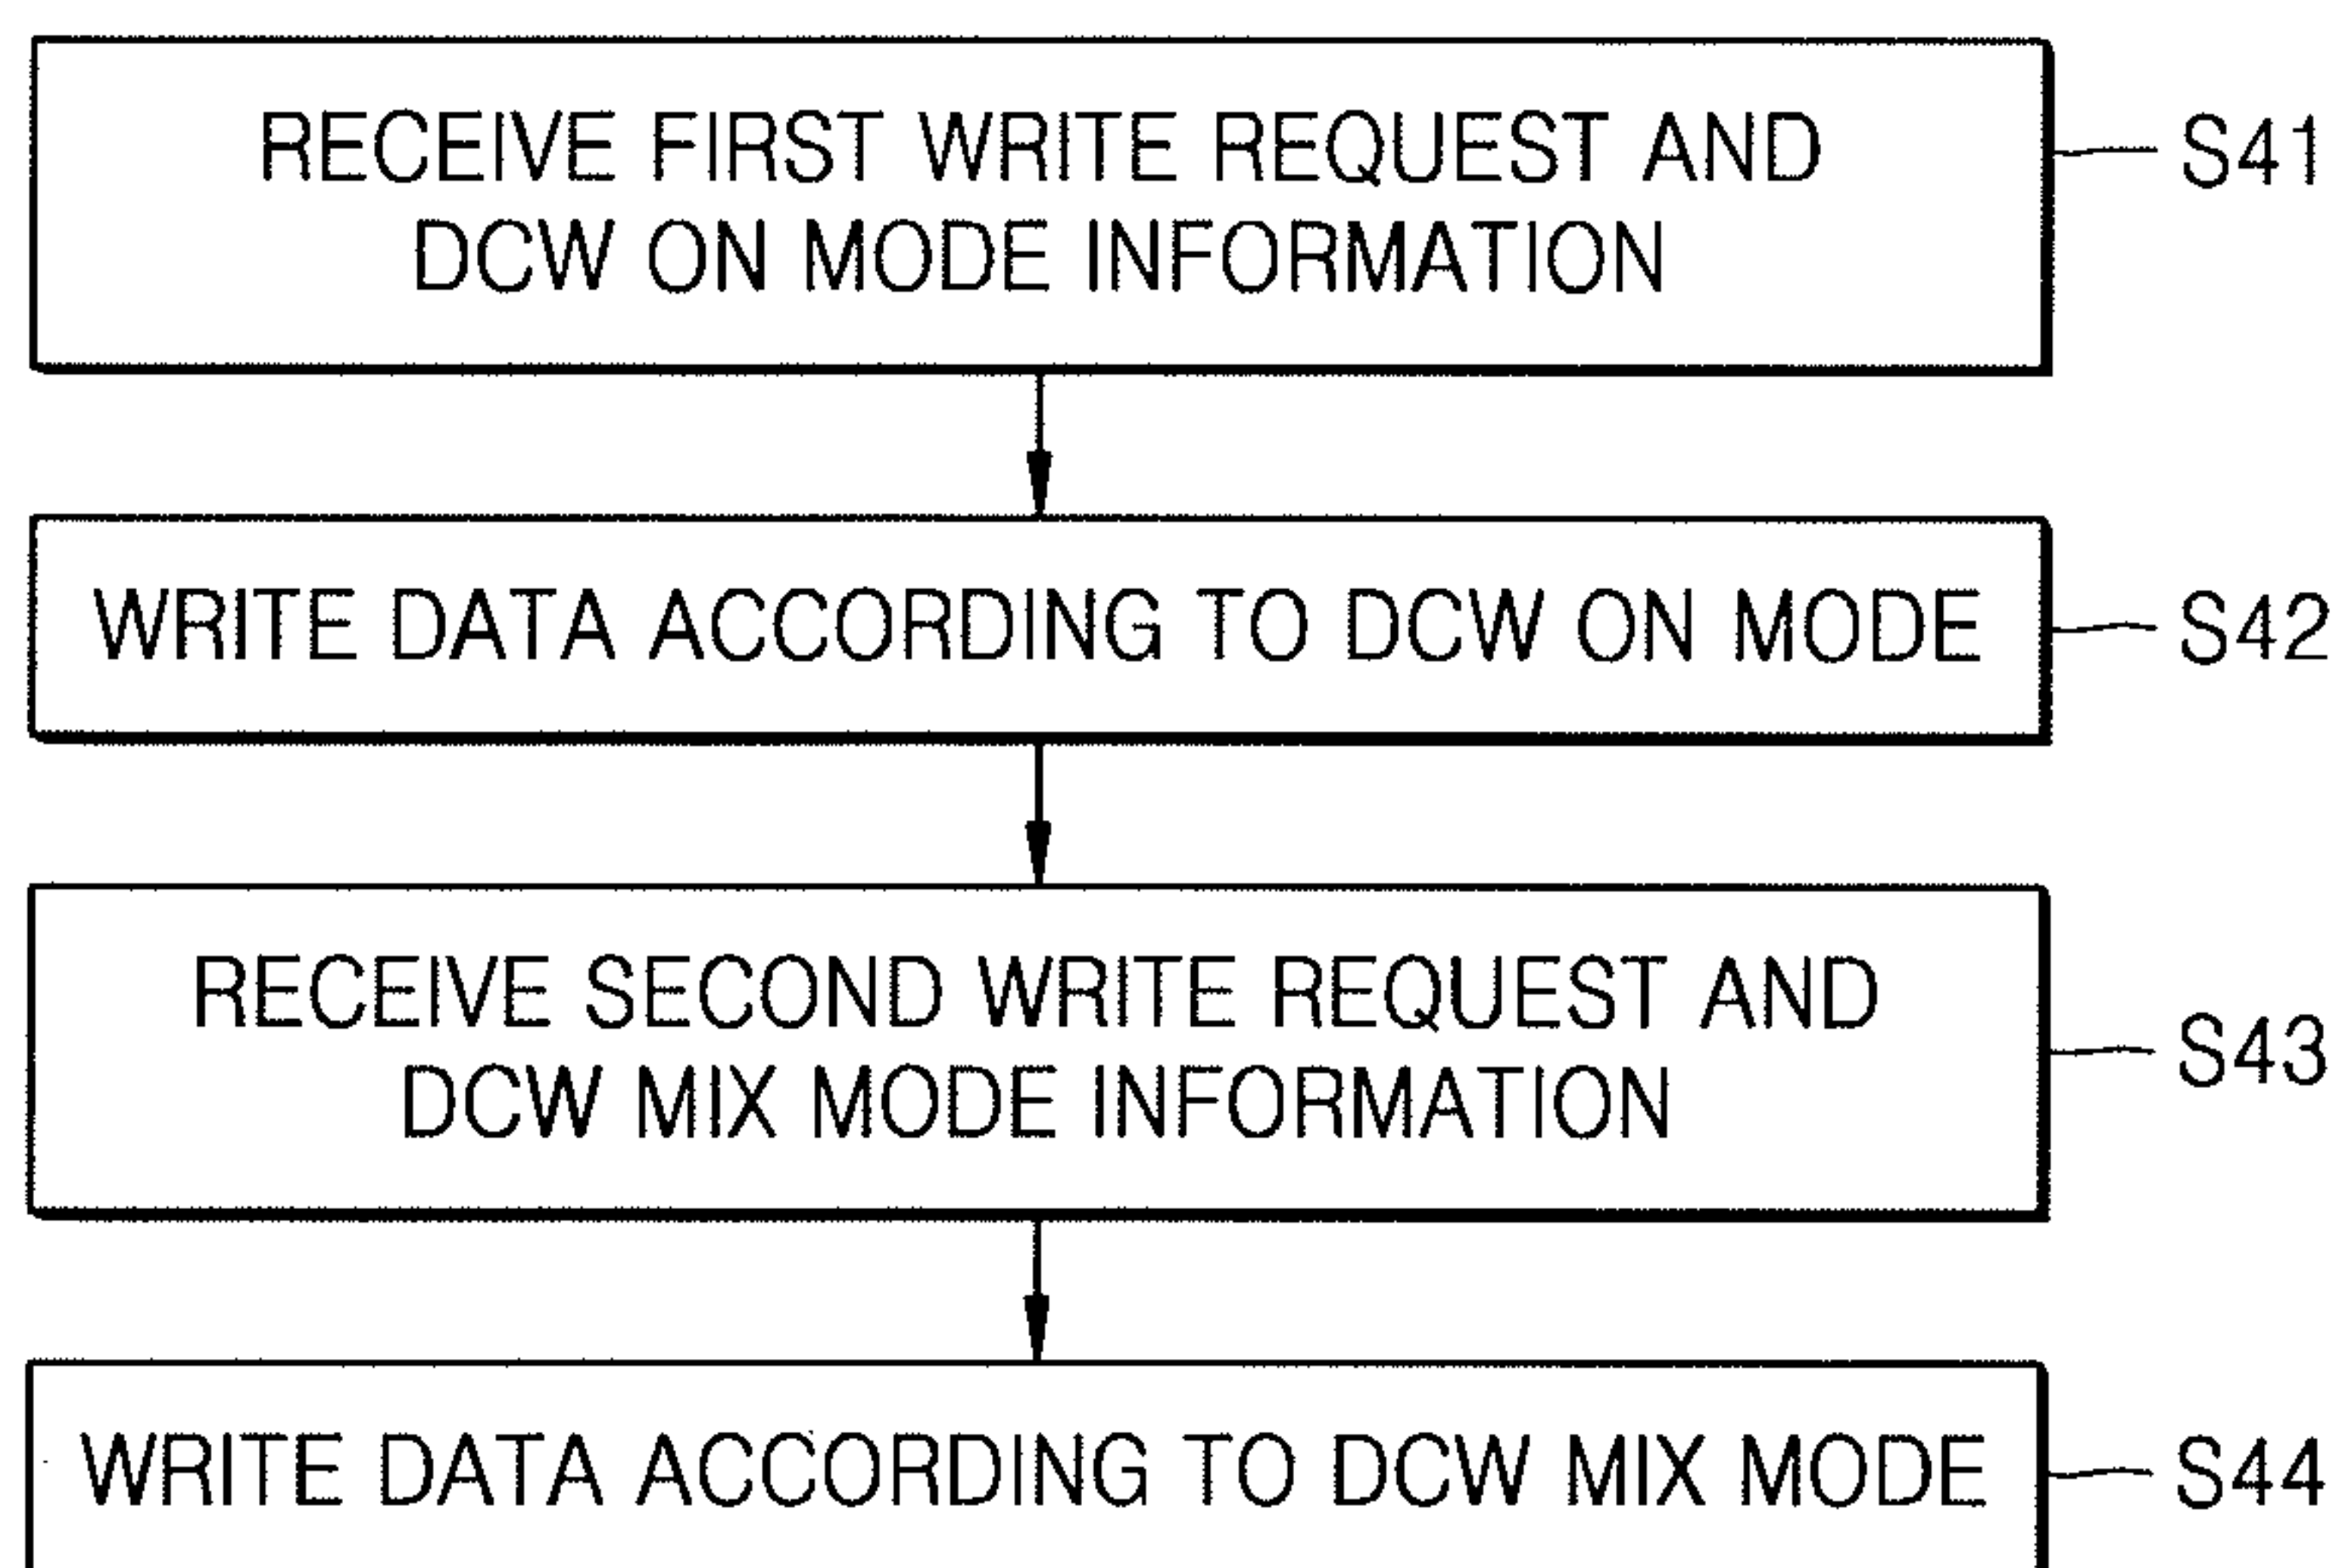 RECEIVE FIRST WRITE REQUEST AND
DCW ON MODE INFORMATION
S41
WRITE DATA ACCORDING TO DCW ON MODE
S42
RECEIVE SECOND WRITE REQUEST AND
DCW MIX MODE INFORMATION
S43
WRITE DATA ACCORDING TO DCW MIX MODE
S44